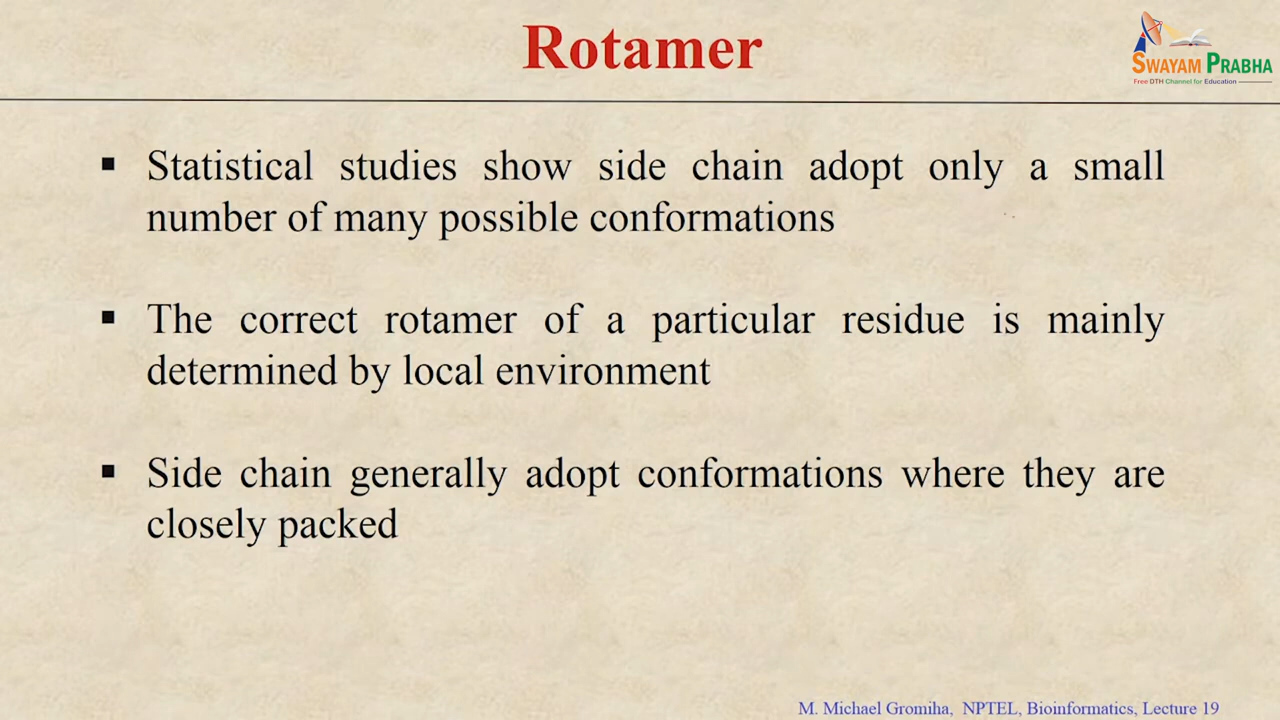 Rotamer
SWAYAM PRABHA
Free DTH Channel for Education
▪ Statistical studies show side chain adopt only a small
number of many possible conformations
▪ The correct rotamer of a particular residue is mainly
determined by local environment
▪ Side chain generally adopt conformations where they are
closely packed
M. Michael Gromiha, NPTEL, Bioinformatics, Lecture 19